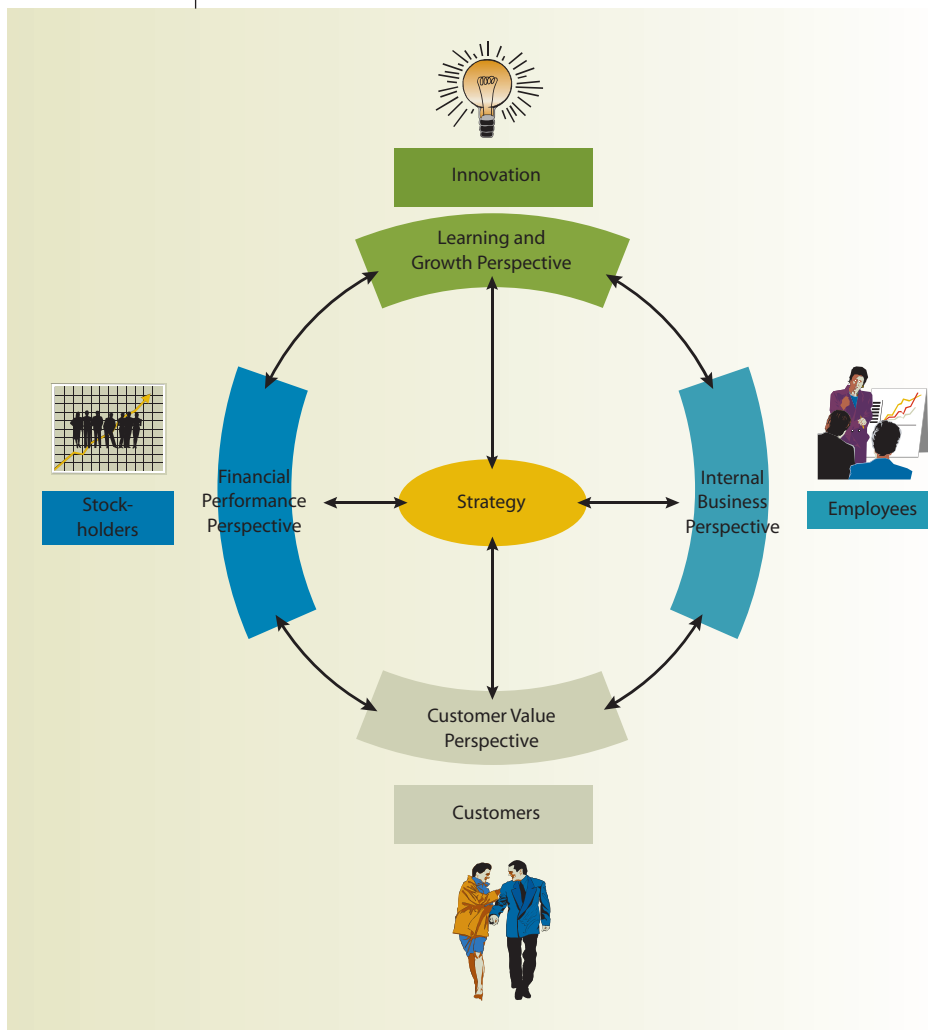 Innovation
Learning and
Growth Perspective
Stock-
holders
Financial
Performance
Perspective
Strategy
Internal
Business
Perspective
Employees
Customer Value
Perspective
Customers